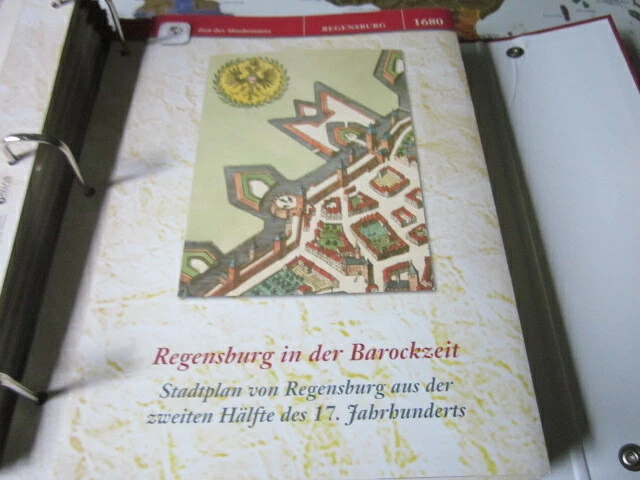 Zeit des Absolutismus
REGENSBURG
1680
Regensburg in der Barockzeit
Stadtplan von Regensburg aus der
zweiten Hälfte des 17. Jahrhunderts